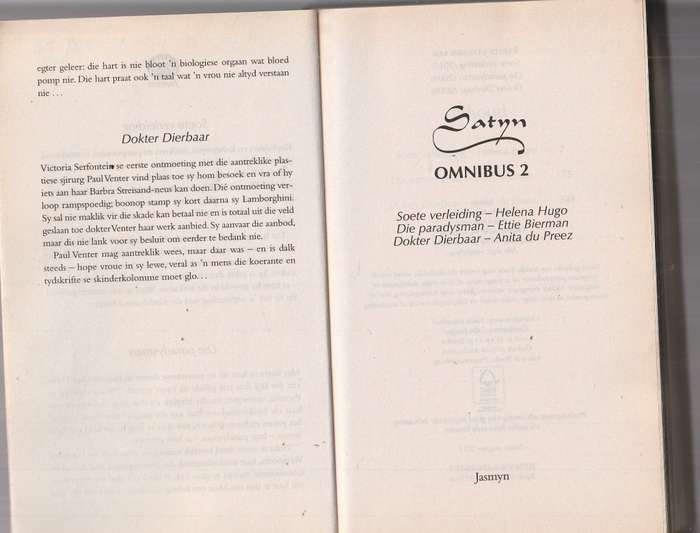 egter geleer: die hart is nie bloot 'n biologiese orgaan wat bloed
pomp nie. Die hart praat ook 'n taal wat 'n vrou nie altyd verstaan
nie . . .
Dokter Dierbaar
Victoria Serfontein se eerste ontmoeting met die aantreklike plas-
tiese sjirurg Paul Venter vind plaas toe sy hom besoek en vra of hy
iets aan haar Barbra Streisand-neus kan doen. Die ontmoeting ver-
loop rampspoedig; boonop stamp sy kort daarna sy Lamborghini.
Sy sal nie maklik vir die skade kan betaal nie en is totaal uit die veld
geslaan toe dokter Venter haar werk aanbied. Sy aanvaar die aanbod,
maar dis nie lank voor sy besluit om eerder te bedank nie.
Paul Venter mag aantreklik wees, maar daar was – en is dalk
steeds – hope vroue in sy lewe, veral as 'n mens die koerante en
tydskrifte se skinderkolomme moet glo. . .
Satyn
OMNIBUS 2
Soete verleiding – Helena Hugo
Die paradysman – Ettie Bierman
Dokter Dierbaar – Anita du Preez
Jasmyn